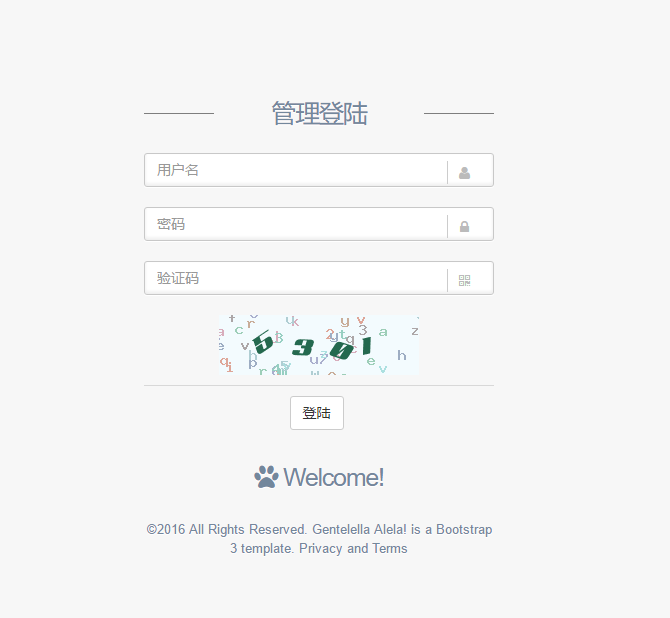 管理登陆
用户名
密码
验证码
登陆
Welcome!
©2016 All Rights Reserved. Gentelella Alela! is a Bootstrap
3 template. Privacy and Terms